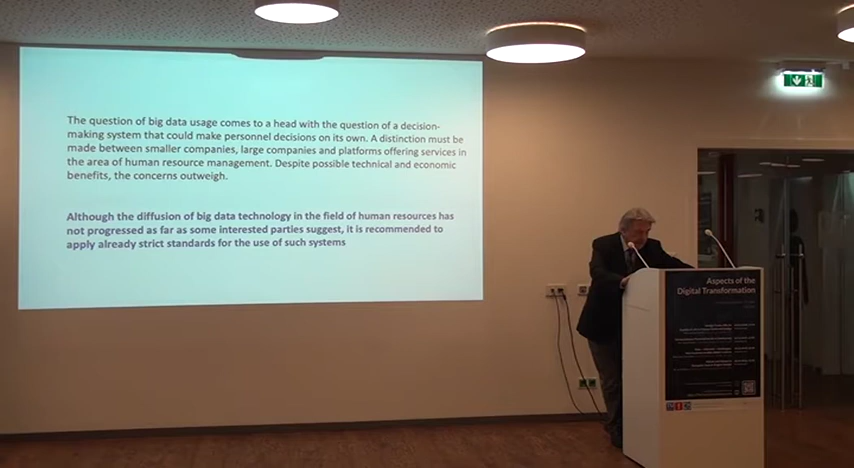 The question of big data usage comes to a head with the question of a decision-
making system that could make personnel decisions on its own. A distinction must be
made between smaller companies, large companies and platforms offering services in
the area of human resource management. Despite possible technical and economic
benefits, the concerns outweigh.
Although the diffusion of big data technology in the field of human resources has
not progressed as far as some interested parties suggest, it is recommended to
apply already strict standards for the use of such systems
Aspects of the
Digital Transformation